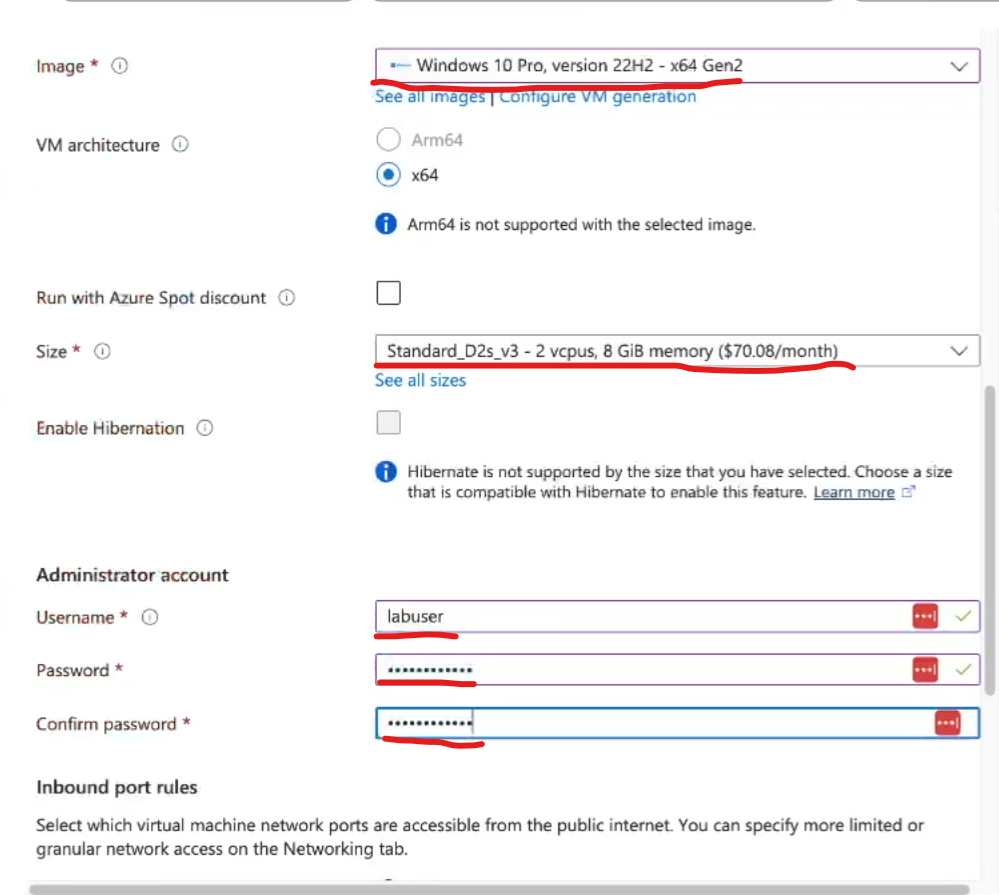 Image *
Windows 10 Pro, version 22H2 - x64 Gen2
See all images | Configure VM generation
VM architecture
Arm64
x64
Arm64 is not supported with the selected image.
Run with Azure Spot discount
Size *
Standard_D2s_v3 - 2 vcpus, 8 GiB memory ($70.08/month)
See all sizes
Enable Hibernation
Hibernate is not supported by the size that you have selected. Choose a size
that is compatible with Hibernate to enable this feature. Learn more
Administrator account
Username *
labuser
Password *
••••••••••••
Confirm password *
••••••••••••
Inbound port rules
Select which virtual machine network ports are accessible from the public internet. You can specify more limited or
granular network access on the Networking tab.